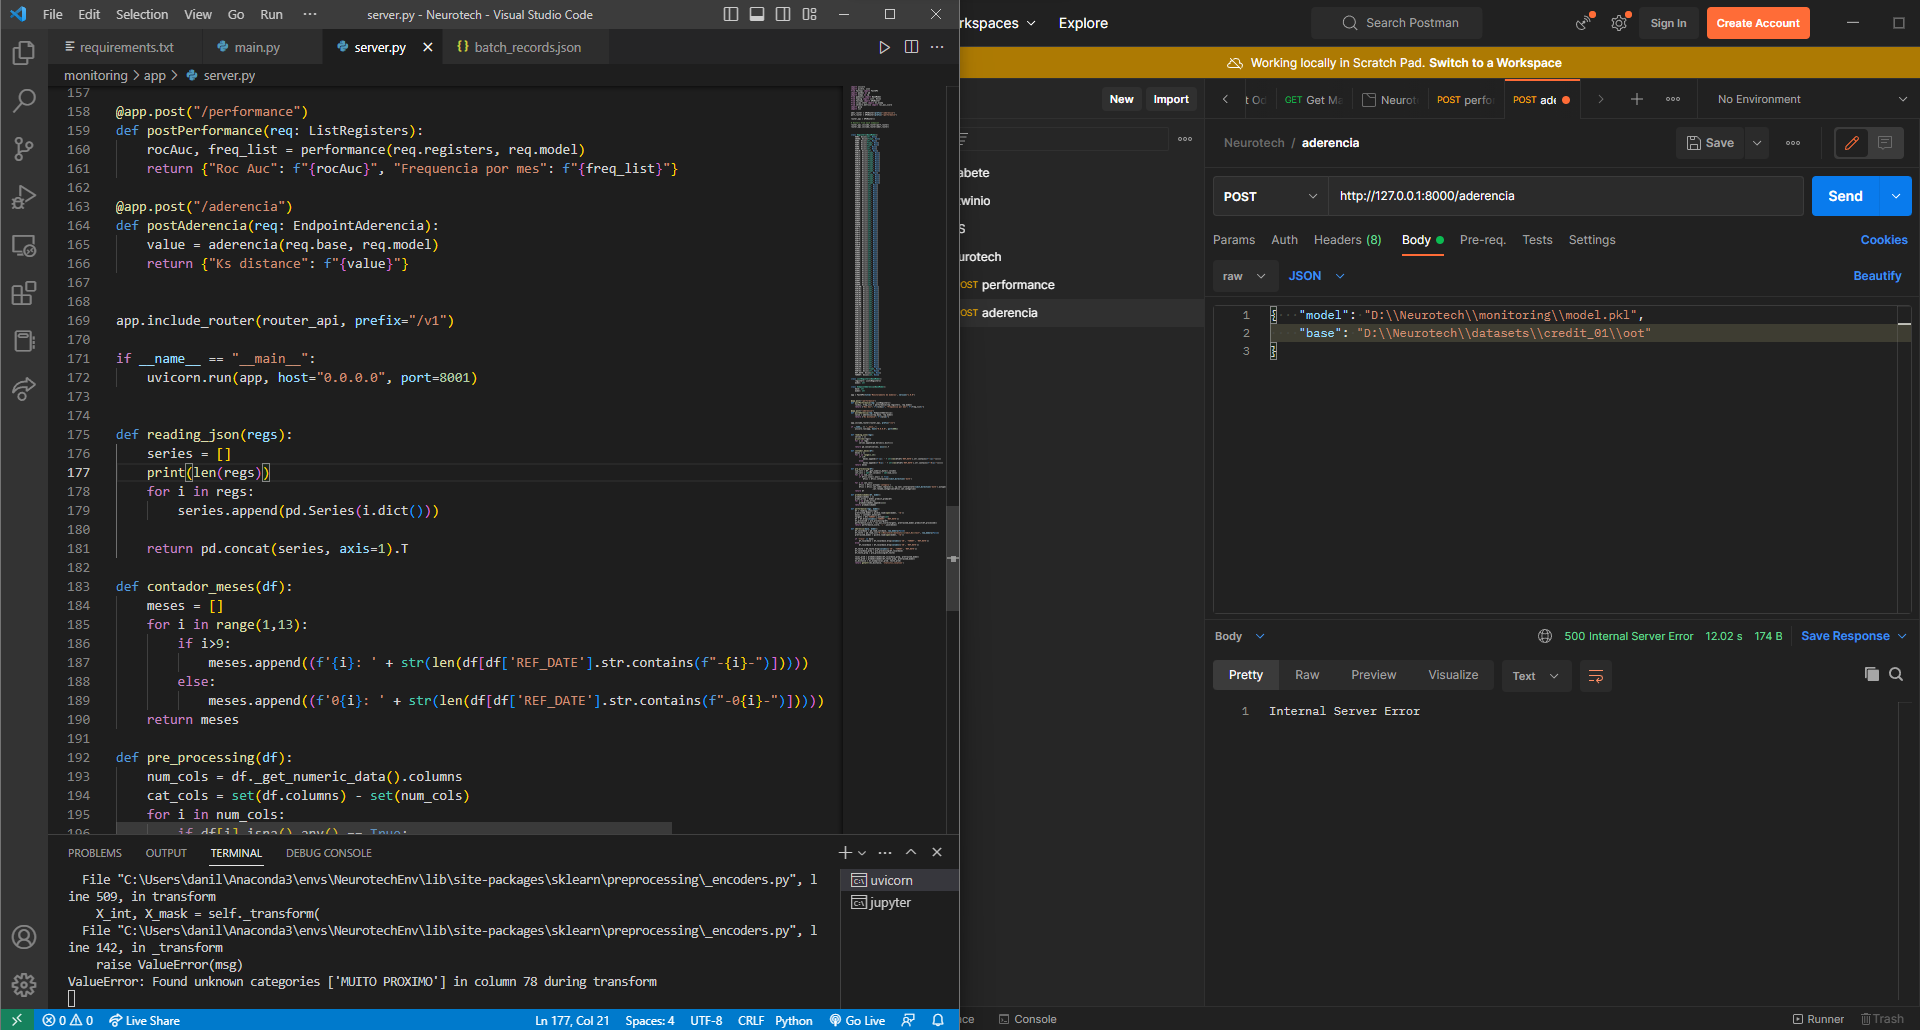 File Edit Selection View Go Run ··· server.py - Neurotech - Visual Studio Code
requirements.txt main.py server.py batch_records.json
monitoring > app > server.py
157
158 @app.post("/performance")
159 def postPerformance(req: ListRegisters):
160 rocAuc, freq_list = performance(req.registers, req.model)
161 return {"Roc Auc": f"{rocAuc}", "Frequencia por mes": f"{freq_list}"}
162
163 @app.post("/aderencia")
164 def postAderencia(req: EndpointAderencia):
165 value = aderencia(req.base, req.model)
166 return {"Ks distance": f"{value}"}
167
168
169 app.include_router(router_api, prefix="/v1")
170
171 if __name__ == "__main__":
172 uvicorn.run(app, host="0.0.0.0", port=8001)
173
174
175 def reading_json(regs):
176 series = []
177 print(len(regs))
178 for i in regs:
179 series.append(pd.Series(i.dict()))
180
181 return pd.concat(series, axis=1).T
182
183 def contador_meses(df):
184 meses = []
185 for i in range(1,13):
186 if i>9:
187 meses.append((f'{i}: ' + str(len(df[df['REF_DATE'].str.contains(f"-{i}-")]))))
188 else:
189 meses.append((f'0{i}: ' + str(len(df[df['REF_DATE'].str.contains(f"-0{i}-")]))))
190 return meses
191
192 def pre_processing(df):
193 num_cols = df._get_numeric_data().columns
194 cat_cols = set(df.columns) - set(num_cols)
195 for i in num_cols:
196 if df[i].isna().any() == True:
PROBLEMS OUTPUT TERMINAL DEBUG CONSOLE
File "C:\Users\danil\Anaconda3\envs\NeurotechEnv\lib\site-packages\sklearn\preprocessing\_encoders.py", l
ine 509, in transform
X_int, X_mask = self._transform(
File "C:\Users\danil\Anaconda3\envs\NeurotechEnv\lib\site-packages\sklearn\preprocessing\_encoders.py", l
ine 142, in _transform
raise ValueError(msg)
ValueError: Found unknown categories ['MUITO PROXIMO'] in column 78 during transform
uvicorn
jupyter
0 0 Live Share Ln 177, Col 21 Spaces: 4 UTF-8 CRLF Python Go Live
rkspaces Explore Search Postman Sign In Create Account
Working locally in Scratch Pad. Switch to a Workspace
New Import
GET Get M POST perfo POST ade No Environment
Neurotech / aderencia Save
abete
winio
S
urotech
OST performance
OST aderencia
POST http://127.0.0.1:8000/aderencia Send
Params Auth Headers (8) Body Pre-req. Tests Settings Cookies
raw JSON Beautify
1 { "model": "D:\\Neurotech\\monitoring\\model.pkl",
2 "base": "D:\\Neurotech\\datasets\\credit_01\\oot"
3 }
Body 500 Internal Server Error 12.02 s 174 B Save Response
Pretty Raw Preview Visualize Text
1 Internal Server Error
nce Console Runner Trash